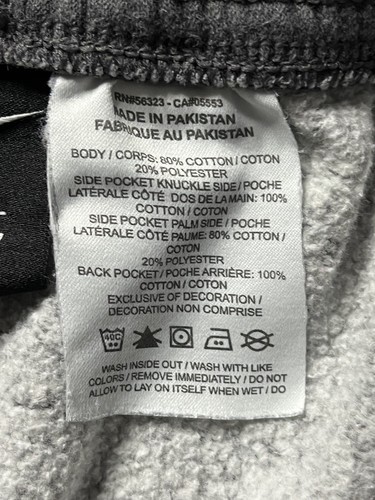 RN#56323 - CA#05553
MADE IN PAKISTAN
FABRIQUE AU PAKISTAN
BODY / CORPS: 80% COTTON / COTON
20% POLYESTER
SIDE POCKET KNUCKLE SIDE / POCHE
LATÉRALE CÔTÉ DOS DE LA MAIN: 100%
COTTON / COTON
SIDE POCKET PALM SIDE / POCHE
LATÉRALE CÔTÉ PAUME: 80% COTTON /
COTON
20% POLYESTER
BACK POCKET / POCHE ARRIÈRE: 100%
COTTON / COTON
EXCLUSIVE OF DECORATION /
DECORATION NON COMPRISE
40C
WASH INSIDE OUT / WASH WITH LIKE
COLORS / REMOVE IMMEDIATELY / DO NOT
ALLOW TO LAY ON ITSELF WHEN WET / DO